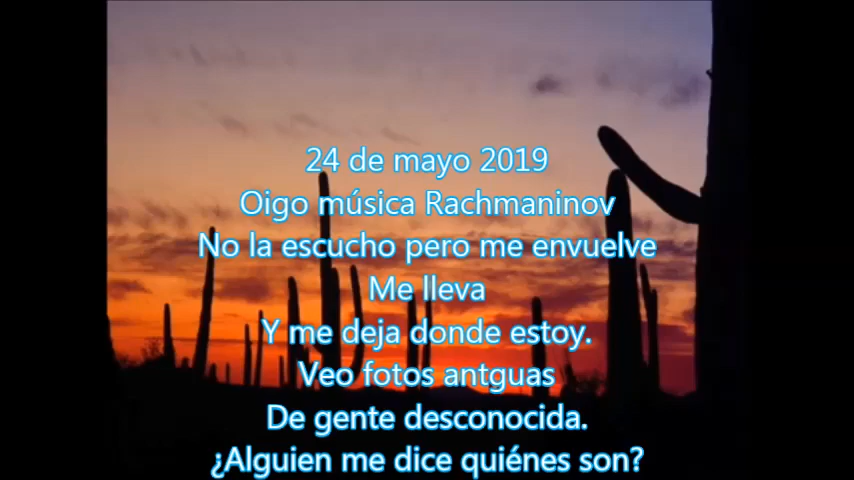 24 de mayo 2019
Oigo música Rachmaninov
No la escucho pero me envuelve
Me lleva
Y me deja donde estoy.
Veo fotos antguas
De gente desconocida.
¿Alguien me dice quiénes son?